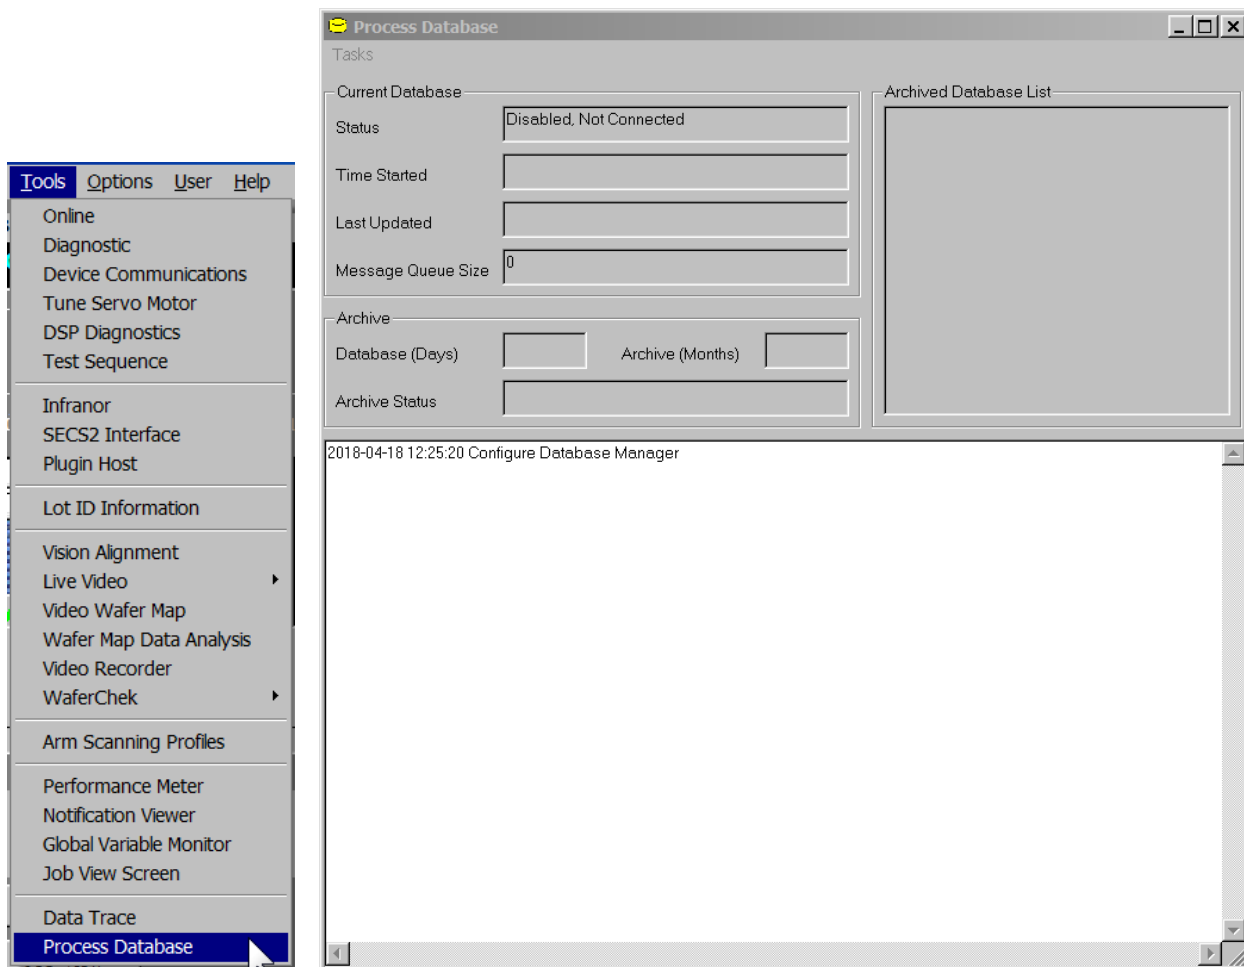 Tools Options User Help
Online
Diagnostic
Device Communications
Tune Servo Motor
DSP Diagnostics
Test Sequence
Infranor
SECS2 Interface
Plugin Host
Lot ID Information
Vision Alignment
Live Video
Video Wafer Map
Wafer Map Data Analysis
Video Recorder
WaferChek
Arm Scanning Profiles
Performance Meter
Notification Viewer
Global Variable Monitor
Job View Screen
Data Trace
Process Database
Process Database
Tasks
Current Database
Status Disabled, Not Connected
Time Started
Last Updated
Message Queue Size 0
Archive
Database (Days) Archive (Months)
Archive Status
Archived Database List
2018-04-18 12:25:20 Configure Database Manager